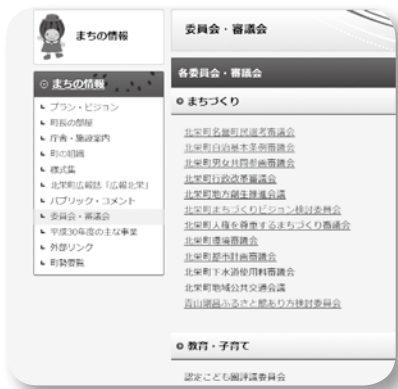 まちの情報
まちの情報
プラン・ビジョン
町長の部屋
庁舎・施設案内
町の組織
様式集
北栄町広報誌「広報北栄」
パブリック・コメント
委員会・審議会
平成30年度の主な事業
外部リンク
町勢要覧
委員会・審議会
各委員会・審議会
まちづくり
北栄町名誉町民選考審議会
北栄町自治基本条例審議会
北栄町男女共同参画審議会
北栄町行政改革審議会
北栄町地方創生推進会議
北栄町まちづくりビジョン検討委員会
北栄町人権を尊重するまちづくり審議会
北栄町環境審議会
北栄町都市計画審議会
北栄町下水道使用料審議会
北栄町地域公共交通会議
青山剛昌ふるさと館あり方検討委員会
教育・子育て
認定こども園評議委員会